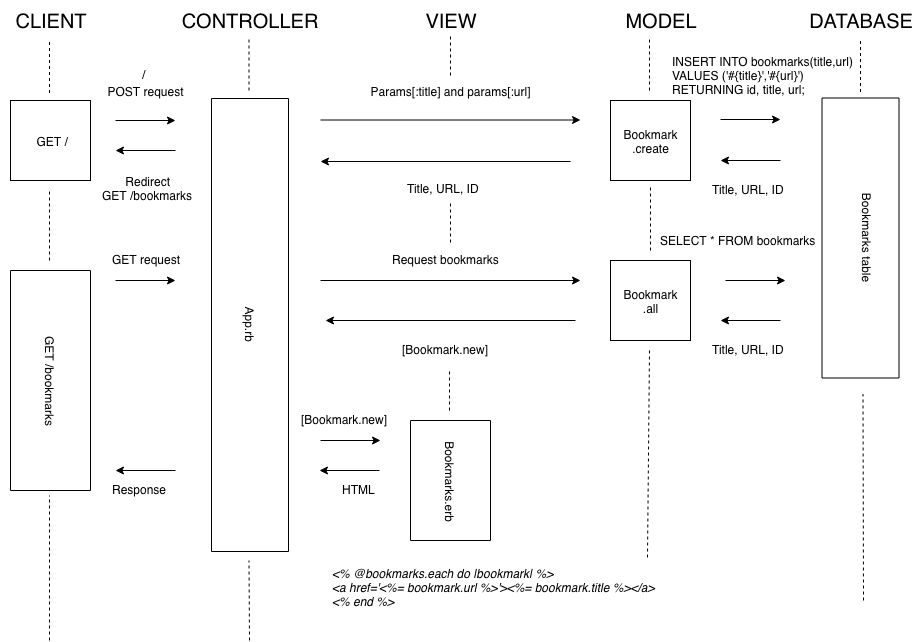 CLIENT
CONTROLLER
VIEW
MODEL
DATABASE
/
POST request
Params[:title] and params[:url]
INSERT INTO bookmarks(title,url)
VALUES ('#{title}','#{url}')
RETURNING id, title, url;
GET /
Bookmark
.create
Redirect
GET /bookmarks
Title, URL, ID
Title, URL, ID
Bookmarks table
GET request
Request bookmarks
SELECT * FROM bookmarks
App.rb
Bookmark
.all
GET /bookmarks
[Bookmark.new]
Title, URL, ID
[Bookmark.new]
Bookmarks.erb
Response
HTML
<% @bookmarks.each do |bookmark| %>
<a href='<%= bookmark.url %>'><%= bookmark.title %></a>
<% end %>